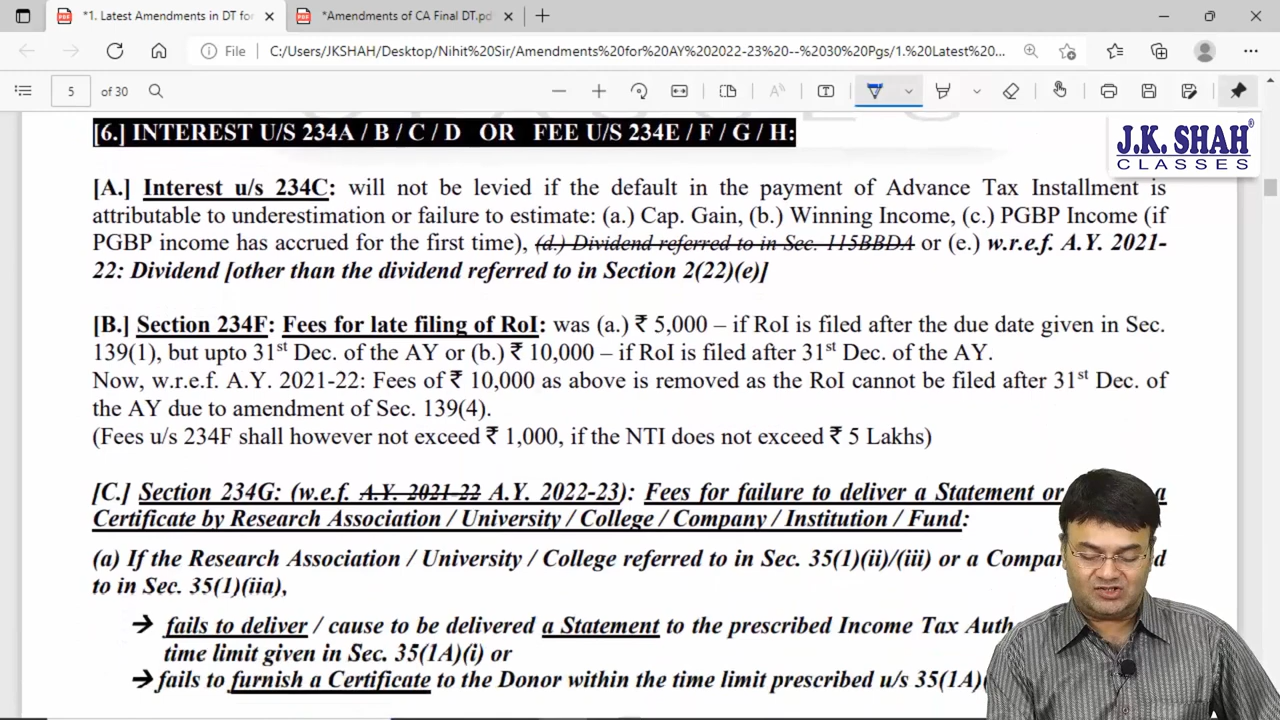 *1. Latest Amendments in DT for
*Amendments of CA Final DT.pd
File
C:/Users/JKSHAH/Desktop/Nihit%20Sir/Amendments%20for%20AY%202022-23%20--%2030%20Pgs/1.%20Latest%20...
5 of 30
J.K. SHAH®
CLASSES
[6.] INTEREST U/S 234A / B / C / D OR FEE U/S 234E / F / G / H:
[A.] Interest u/s 234C: will not be levied if the default in the payment of Advance Tax Installment is
attributable to underestimation or failure to estimate: (a.) Cap. Gain, (b.) Winning Income, (c.) PGBP Income (if
PGBP income has accrued for the first time), (d.) Dividend referred to in Sec. 115BBDA or (e.) w.r.e.f. A.Y. 2021-
22: Dividend [other than the dividend referred to in Section 2(22)(e)]
[B.] Section 234F: Fees for late filing of RoI: was (a.) ₹ 5,000 – if RoI is filed after the due date given in Sec.
139(1), but upto 31st Dec. of the AY or (b.) ₹ 10,000 – if RoI is filed after 31st Dec. of the AY.
Now, w.r.e.f. A.Y. 2021-22: Fees of ₹ 10,000 as above is removed as the RoI cannot be filed after 31st Dec. of
the AY due to amendment of Sec. 139(4).
(Fees u/s 234F shall however not exceed ₹ 1,000, if the NTI does not exceed ₹ 5 Lakhs)
[C.] Section 234G: (w.e.f. A.Y. 2021-22 A.Y. 2022-23): Fees for failure to deliver a Statement or a
Certificate by Research Association / University / College / Company / Institution / Fund:
(a) If the Research Association / University / College referred to in Sec. 35(1)(ii)/(iii) or a
to in Sec. 35(1)(iia),
→ fails to deliver / cause to be delivered a Statement to the prescribed Income Tax
time limit given in Sec. 35(1A)(i) or
→ fails to furnish a Certificate to the Donor within the time limit prescribed u/s 35(1A)